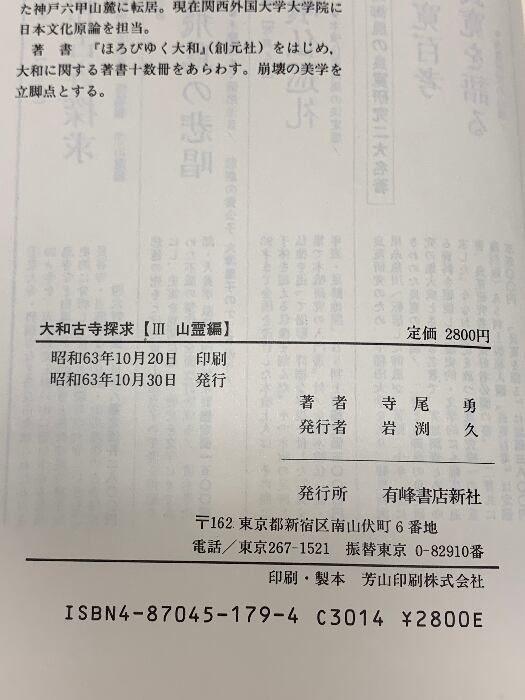 た神戸六甲山麓に転居。現在関西外国大学大学院に
日本文化原論を担当。
著書 『ほろびゆく大和』(創元社)をはじめ,
大和に関する著書十数冊をあらわす。崩壊の美学を
立脚点とする。
大和古寺探求【III 山霊編】 定価 2800円
昭和63年10月20日 印刷
昭和63年10月30日 発行
著者 寺尾勇
発行者 岩渕久
発行所 有峰書店新社
〒162 東京都新宿区南山伏町6番地
電話/東京267-1521 振替東京 0-82910番
印刷・製本 芳山印刷株式会社
ISBN4-87045-179-4 C3014 ¥2800E